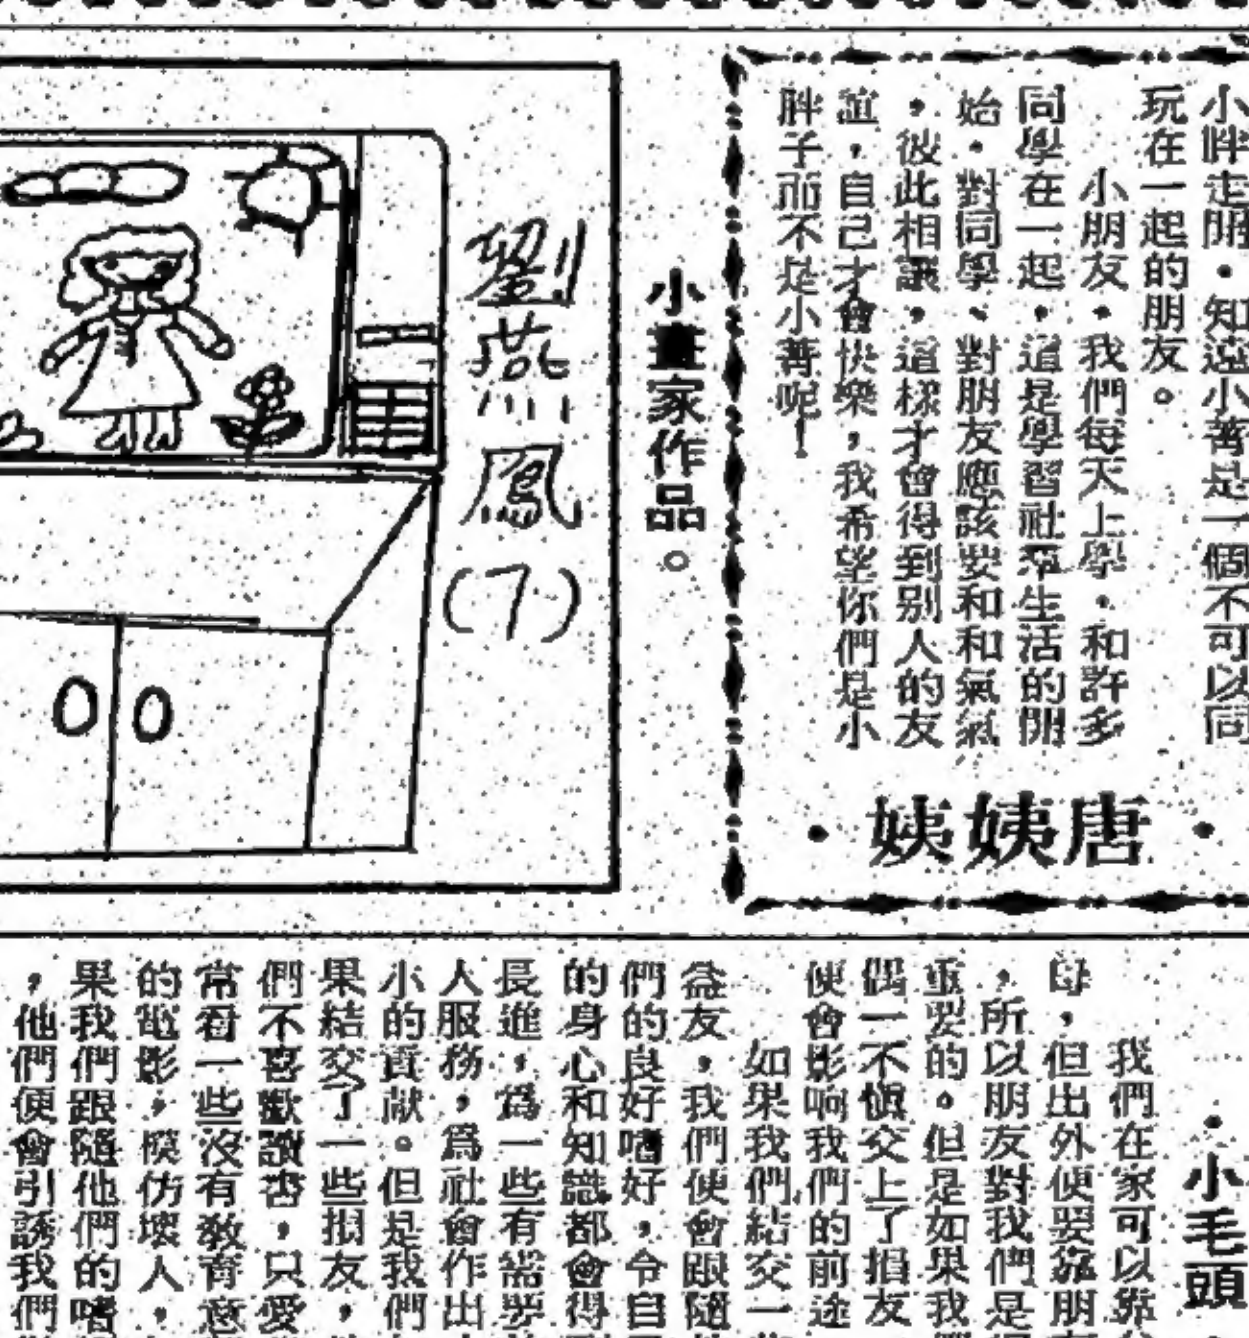 小胖走開。知道小菁是一個不可以同
玩在一起的朋友。
小朋友,我們每天上學,和許多
同學在一起,這是學習社羣生活的開
始。對同學、對朋友應該要和和氣氣
,彼此相讓,這樣才會得到別人的友
誼,自己才會快樂,我希望你們是小
胖子而不是小菁呢!
唐姨姨
小畫家作品。
劉燕鳳(7)
小毛頭
我們在家可以靠
母,但出外便要靠朋
,所以朋友對我們是
重要的。但是如果我
偶一不慎交上了損友
便會影响我們的前途
如果我們結交一
益友,我們便會跟隨
們的良好嗜好,令自
的身心和知識都會得
長進,爲一些有需要
人服務,爲社會作出
小的貢献。但是我們
果結交了一些損友,
們不喜歡讀書,只愛
常看一些沒有教育意
的電影,模仿壞人,
果我們跟隨他們的嗜
,他們便會引誘我們